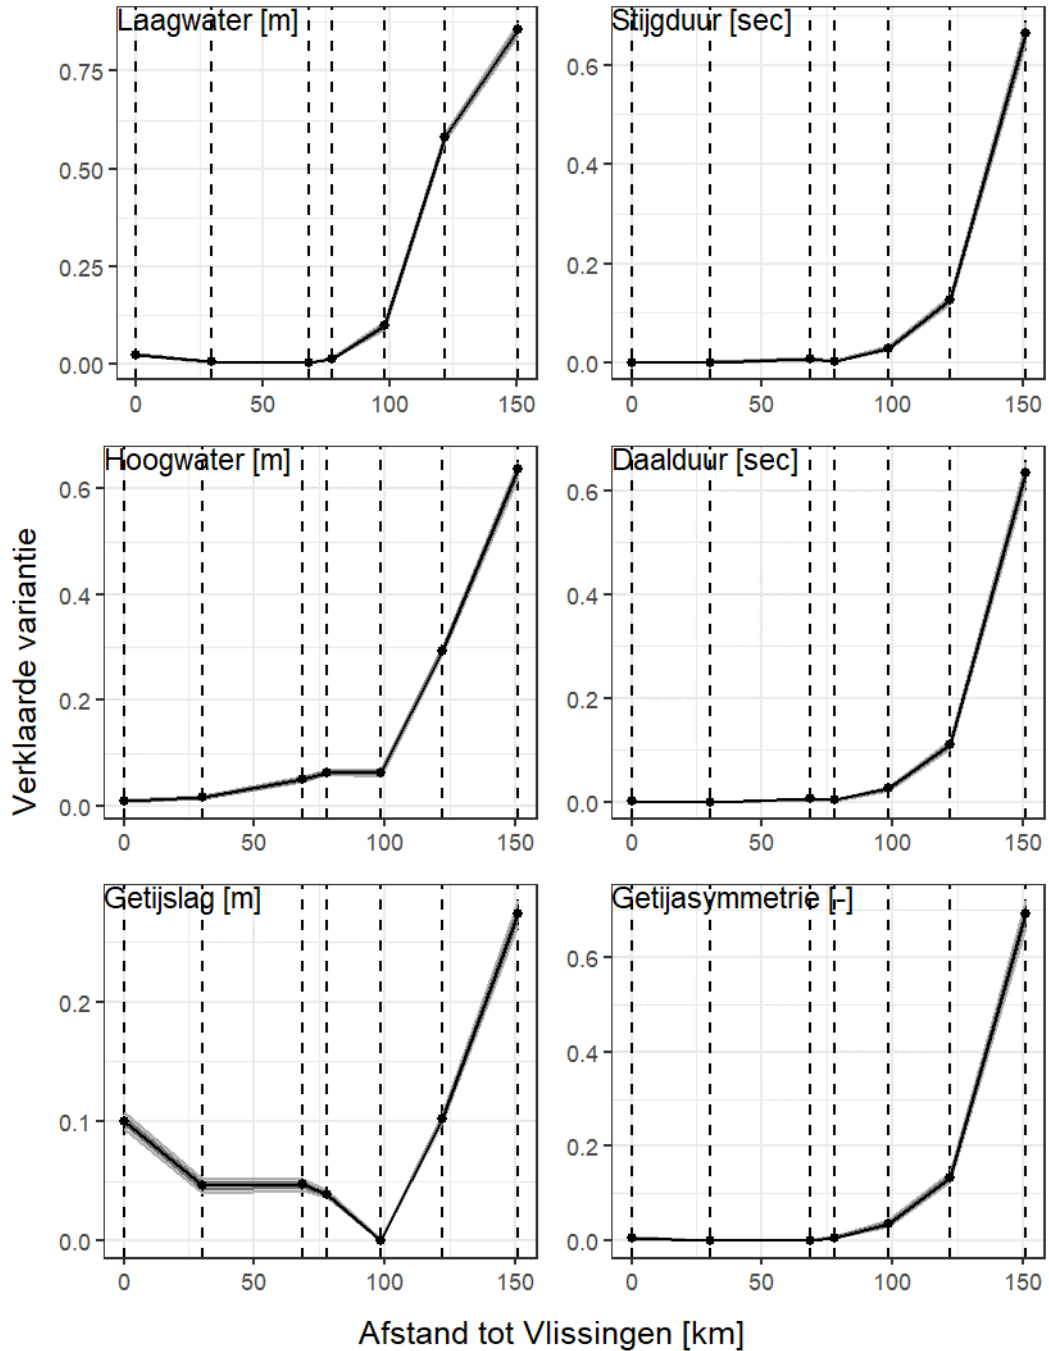 Laagwater [m]
0.75
0.50
0.25
0.00
0 50 100 150
Stijgduur [sec]
0.6
0.4
0.2
0.0
0 50 100 150
Hoogwater [m]
0.6
0.4
0.2
0.0
0 50 100 150
Daalduur [sec]
0.6
0.4
0.2
0.0
0 50 100 150
Getijslag [m]
0.2
0.1
0.0
0 50 100 150
Getijasymmetrie [-]
0.6
0.4
0.2
0.0
0 50 100 150
Verklaarde variantie
Afstand tot Vlissingen [km]